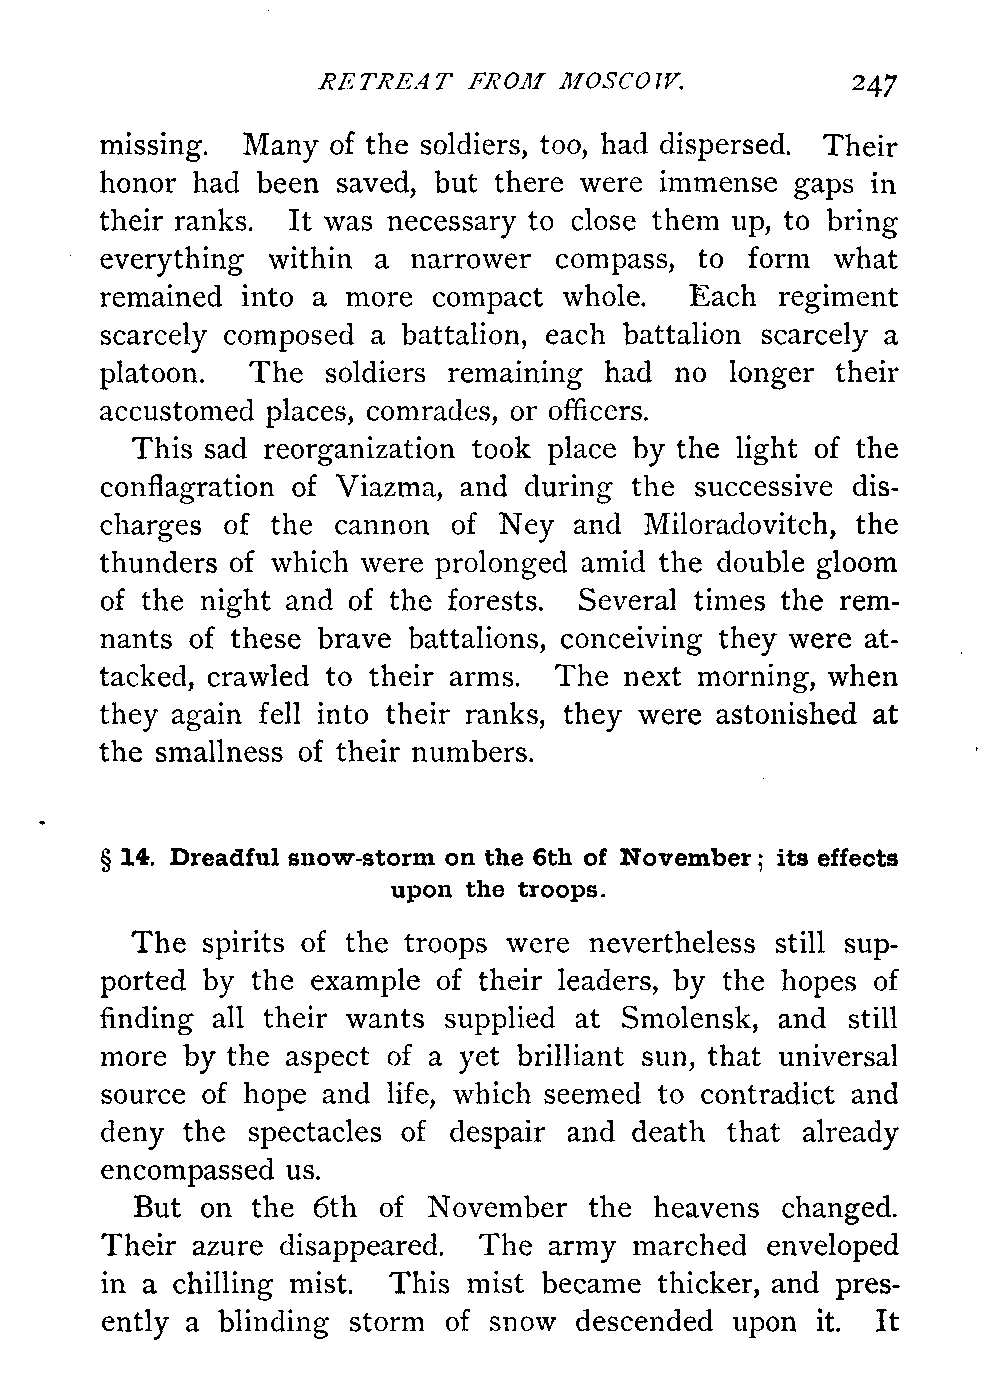 RETREAT FROM MOSCOW. 247
missing. Many of the soldiers, too, had dispersed. Their
honor had been saved, but there were immense gaps in
their ranks. It was necessary to close them up, to bring
everything within a narrower compass, to form what
remained into a more compact whole. Each regiment
scarcely composed a battalion, each battalion scarcely a
platoon. The soldiers remaining had no longer their
accustomed places, comrades, or officers.
This sad reorganization took place by the light of the
conflagration of Viazma, and during the successive dis-
charges of the cannon of Ney and Miloradovitch, the
thunders of which were prolonged amid the double gloom
of the night and of the forests. Several times the rem-
nants of these brave battalions, conceiving they were at-
tacked, crawled to their arms. The next morning, when
they again fell into their ranks, they were astonished at
the smallness of their numbers.
§ 14. Dreadful snow-storm on the 6th of November; its effects
upon the troops.
The spirits of the troops were nevertheless still sup-
ported by the example of their leaders, by the hopes of
finding all their wants supplied at Smolensk, and still
more by the aspect of a yet brilliant sun, that universal
source of hope and life, which seemed to contradict and
deny the spectacles of despair and death that already
encompassed us.
But on the 6th of November the heavens changed.
Their azure disappeared. The army marched enveloped
in a chilling mist. This mist became thicker, and pres-
ently a blinding storm of snow descended upon it. It